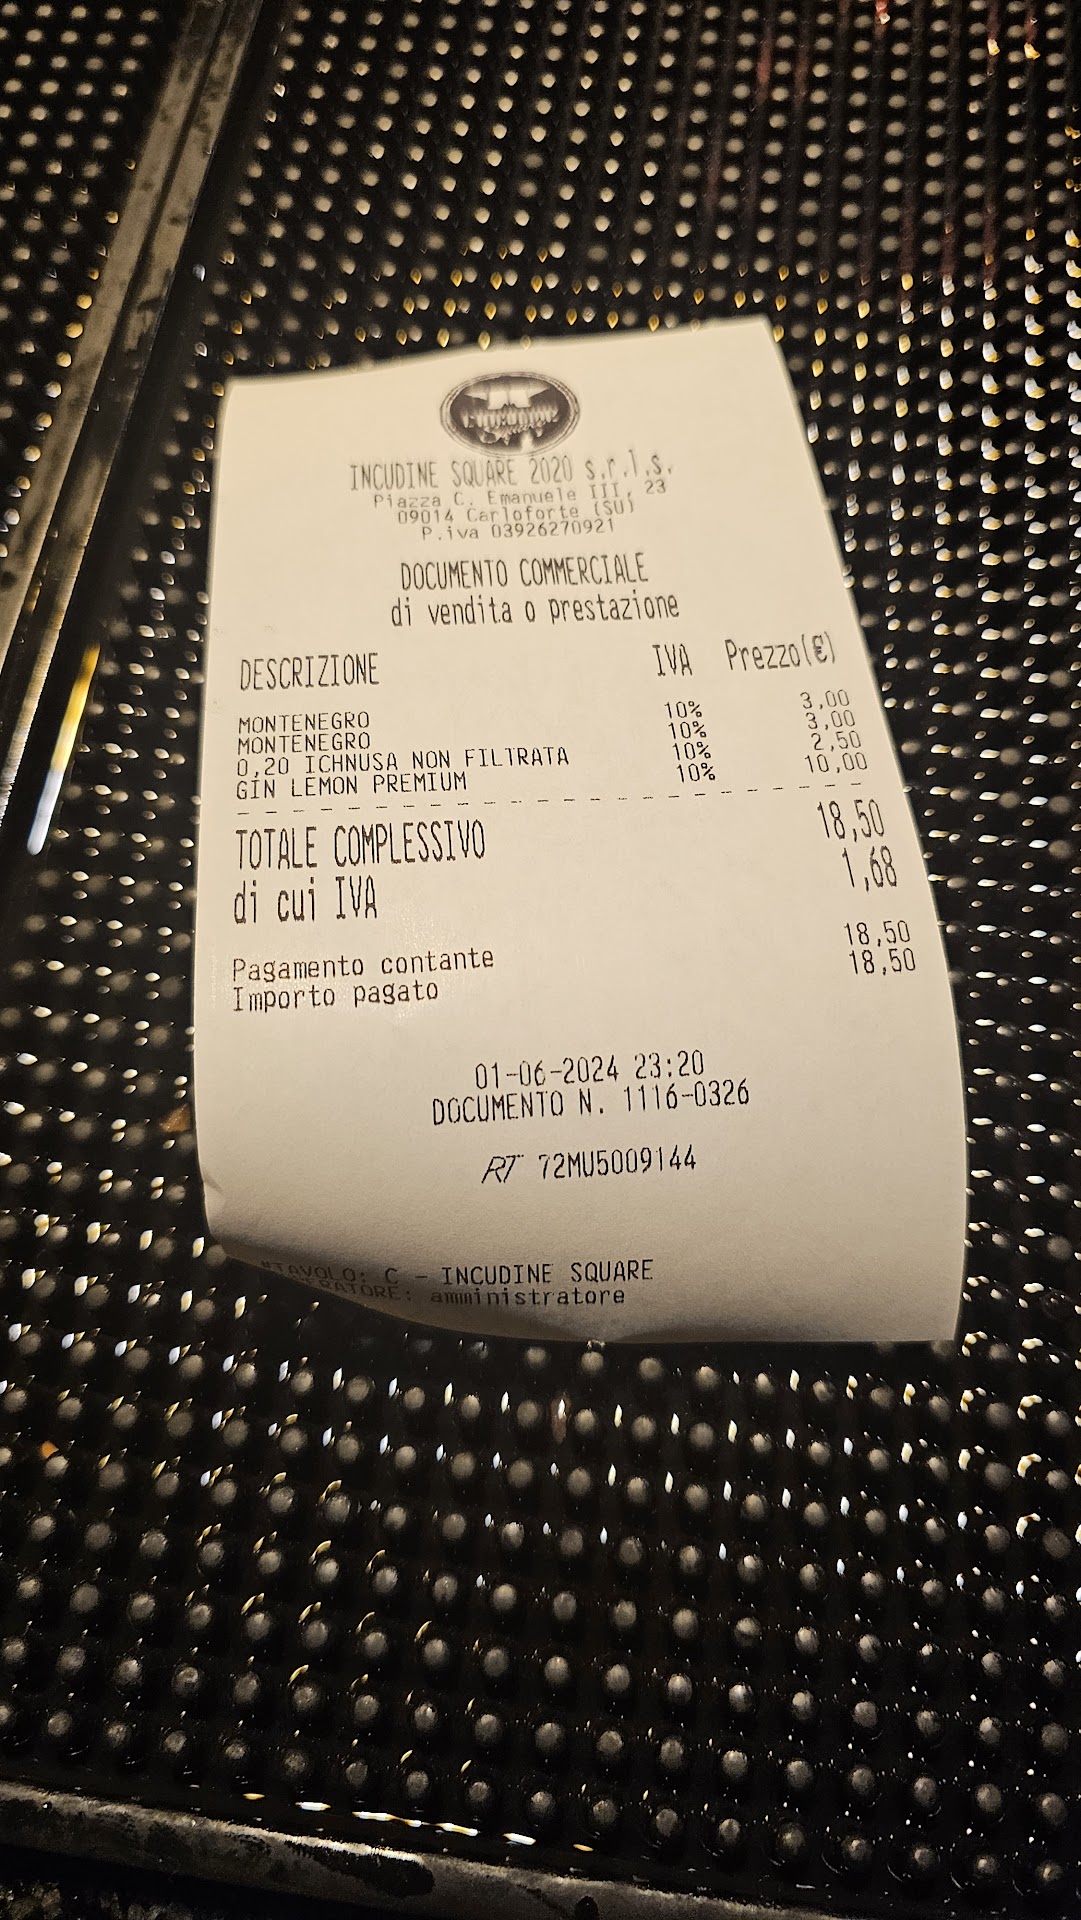 INCUDINE SQUARE 2020 s.r.l.s.
Piazza C. Emanuele III, 23
09014 Carloforte (SU)
P.iva 03926270921
DOCUMENTO COMMERCIALE
di vendita o prestazione
DESCRIZIONE IVA Prezzo(€)
MONTENEGRO 10% 3,00
MONTENEGRO 10% 3,00
0,20 ICHNUSA NON FILTRATA 10% 2,50
GIN LEMON PREMIUM 10% 10,00
TOTALE COMPLESSIVO 18,50
di cui IVA 1,68
Pagamento contante 18,50
Importo pagato 18,50
01-06-2024 23:20
DOCUMENTO N. 1116-0326
RT 72MU5009144
#TAVOLO: C - INCUDINE SQUARE
amministratore